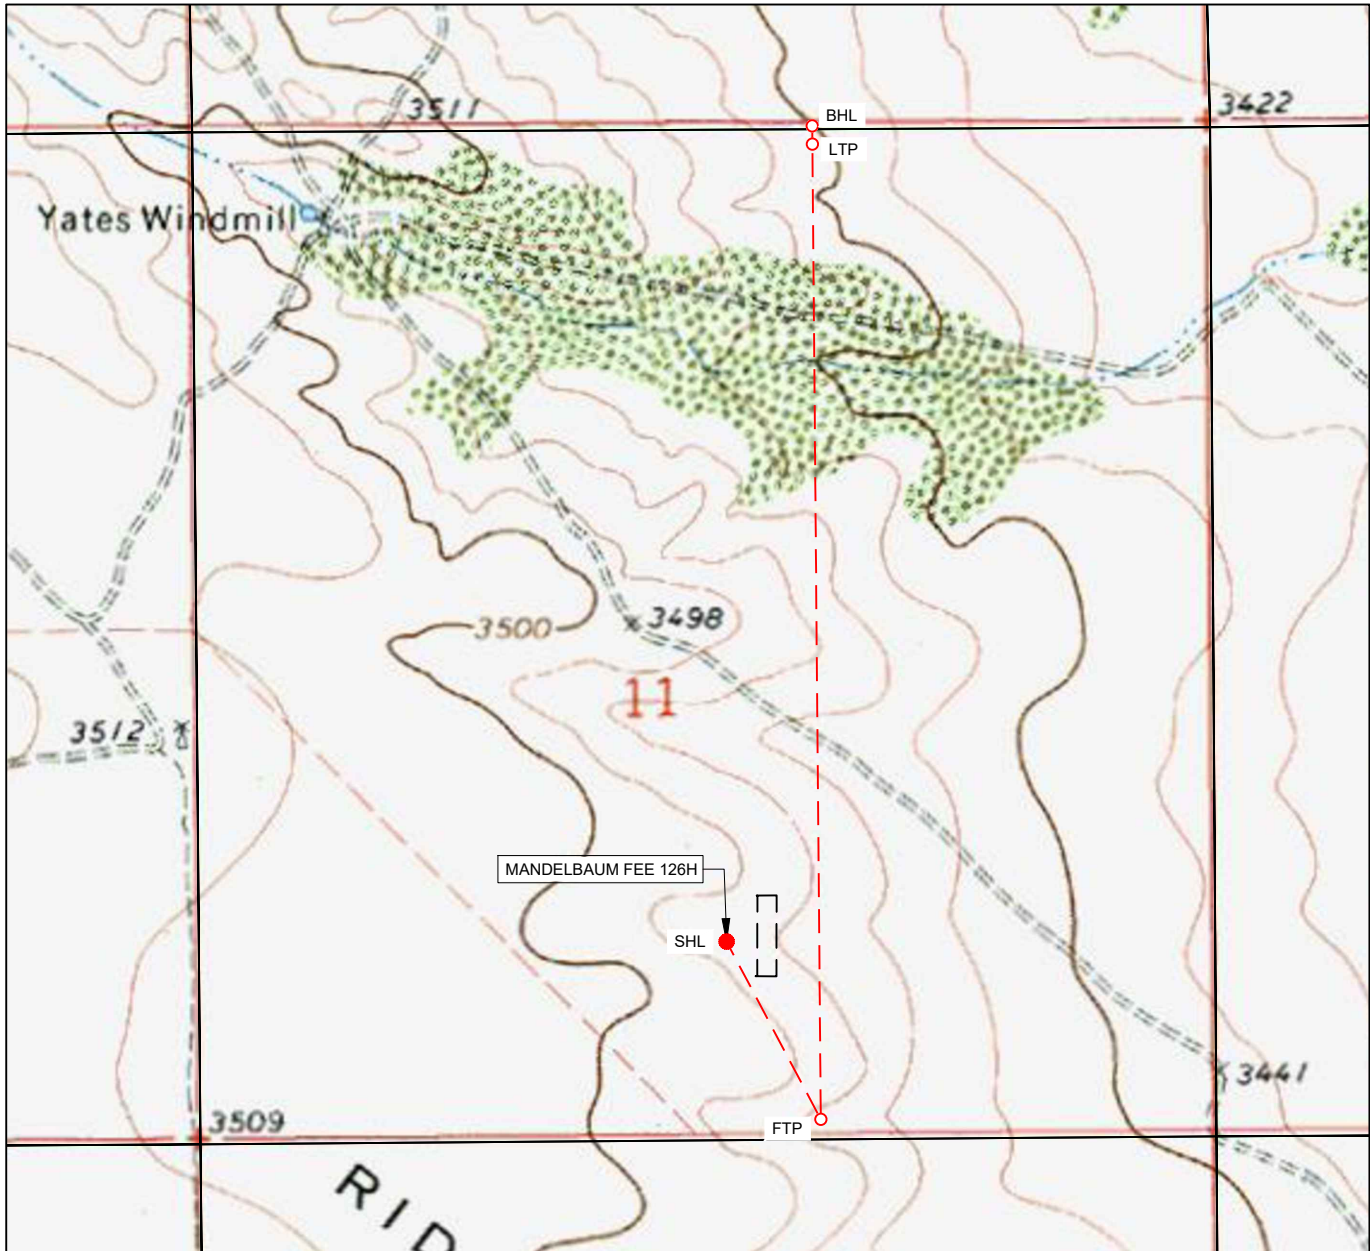 3511
BHL
3422
LTP
Yates Windmill
3498
3500
11
3512
MANDELBAUM FEE 126H
SHL
3441
3509
FTP
RID